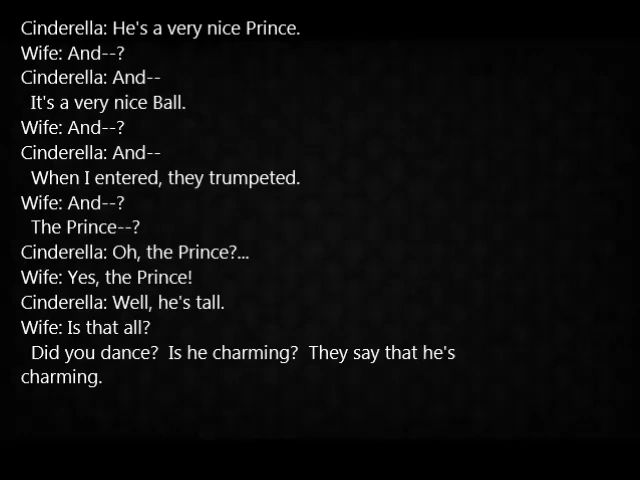 Cinderella: He's a very nice Prince.
Wife: And--?
Cinderella: And--
It's a very nice Ball.
Wife: And--?
Cinderella: And--
When I entered, they trumpeted.
Wife: And--?
The Prince--?
Cinderella: Oh, the Prince?...
Wife: Yes, the Prince!
Cinderella: Well, he's tall.
Wife: Is that all?
Did you dance?  Is he charming?  They say that he's
charming.